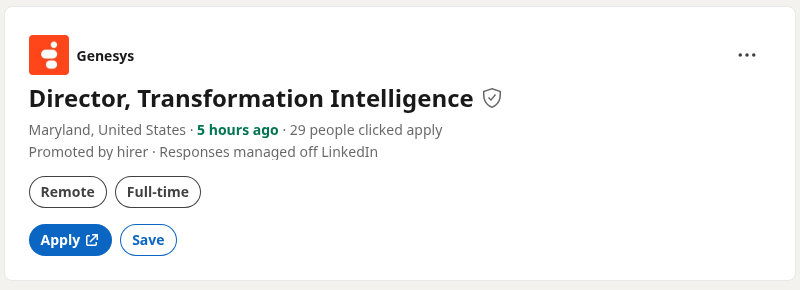 Genesys
Director, Transformation Intelligence
Maryland, United States · 5 hours ago · 29 people clicked apply
Promoted by hirer · Responses managed off LinkedIn
Remote
Full-time
Apply
Save